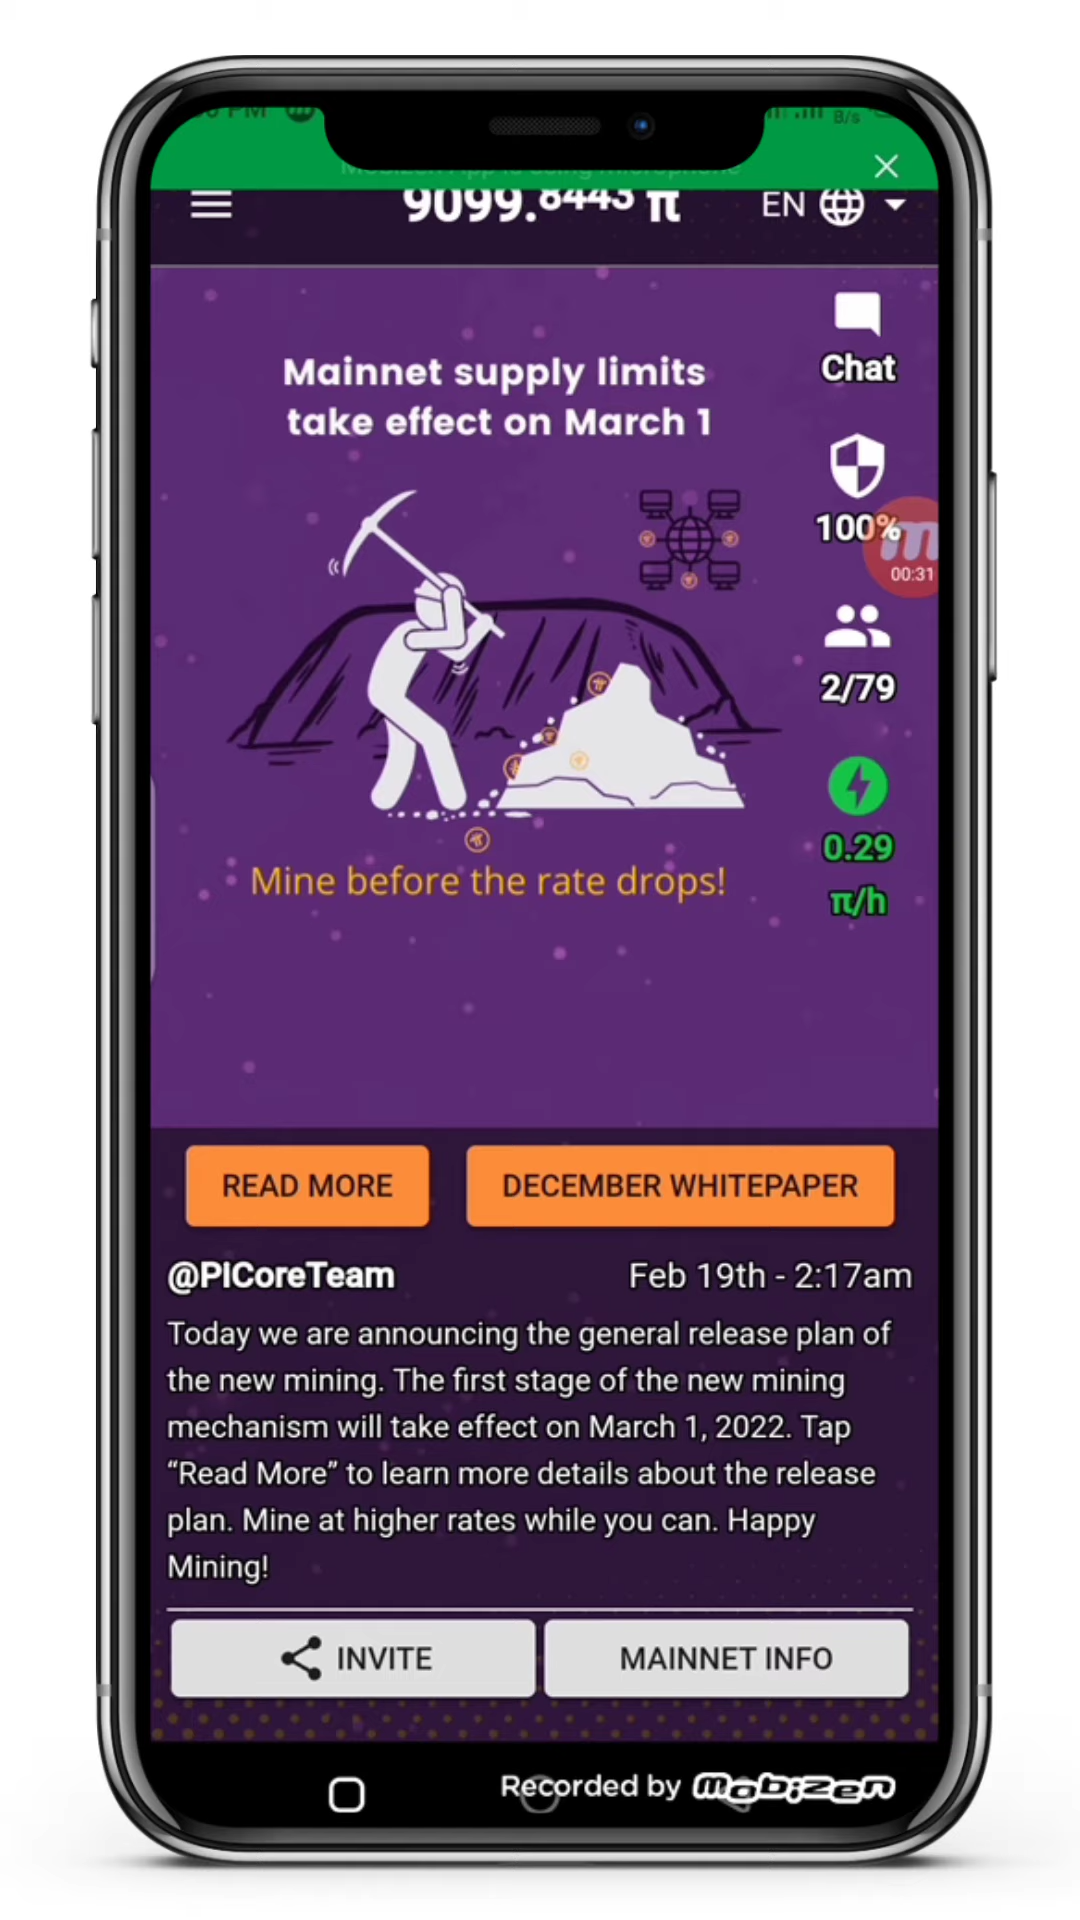 9099.8443 π
EN
Mainnet supply limits
take effect on March 1
Chat
100%
m
00:31
2/79
0.29
π/h
Mine before the rate drops!
READ MORE
DECEMBER WHITEPAPER
@PiCoreTeam
Feb 19th - 2:17am
Today we are announcing the general release plan of
the new mining. The first stage of the new mining
mechanism will take effect on March 1, 2022. Tap
“Read More” to learn more details about the release
plan. Mine at higher rates while you can. Happy
Mining!
INVITE
MAINNET INFO
Recorded by Mobizen